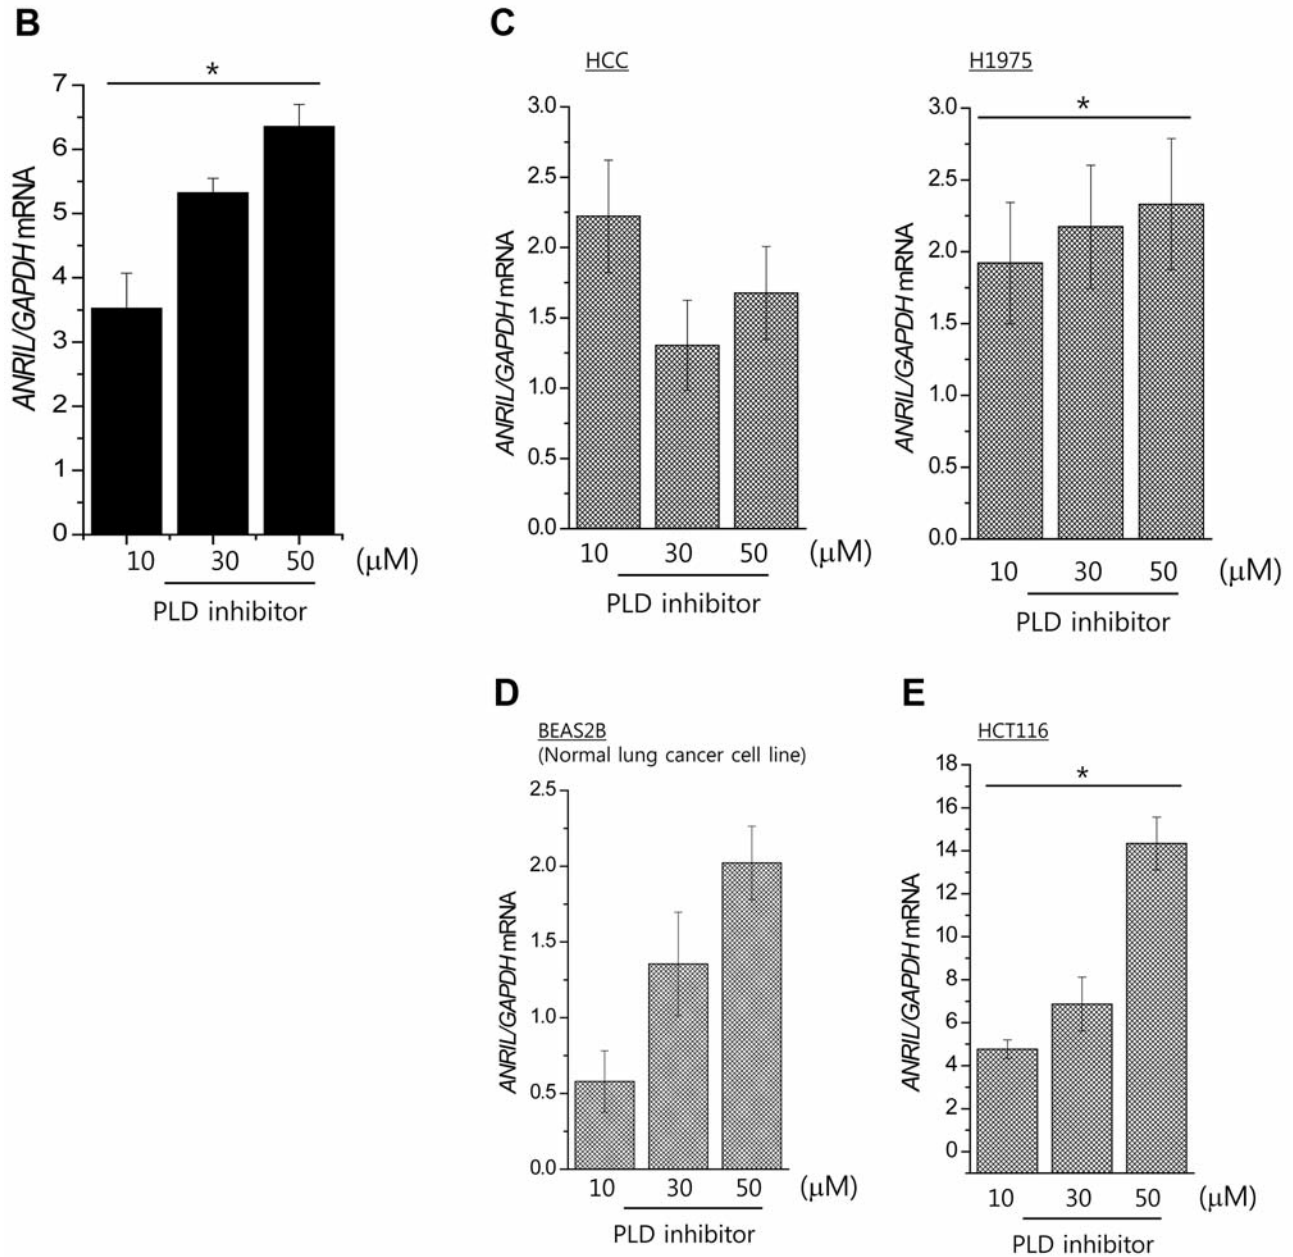 B
*
7
6
5
4
3
2
1
0
ANRIL/GAPDH mRNA
10 30 50 (μM)
PLD inhibitor
C
HCC
3.0
2.5
2.0
1.5
1.0
0.5
0.0
ANRIL/GAPDH mRNA
10 30 50 (μM)
PLD inhibitor
H1975
*
3.0
2.5
2.0
1.5
1.0
0.5
0.0
ANRIL/GAPDH mRNA
10 30 50 (μM)
PLD inhibitor
D
BEAS2B
(Normal lung cancer cell line)
2.5
2.0
1.5
1.0
0.5
0.0
ANRIL/GAPDH mRNA
10 30 50 (μM)
PLD inhibitor
E
HCT116
*
18
16
14
12
10
8
6
4
2
0
ANRIL/GAPDH mRNA
10 30 50 (μM)
PLD inhibitor